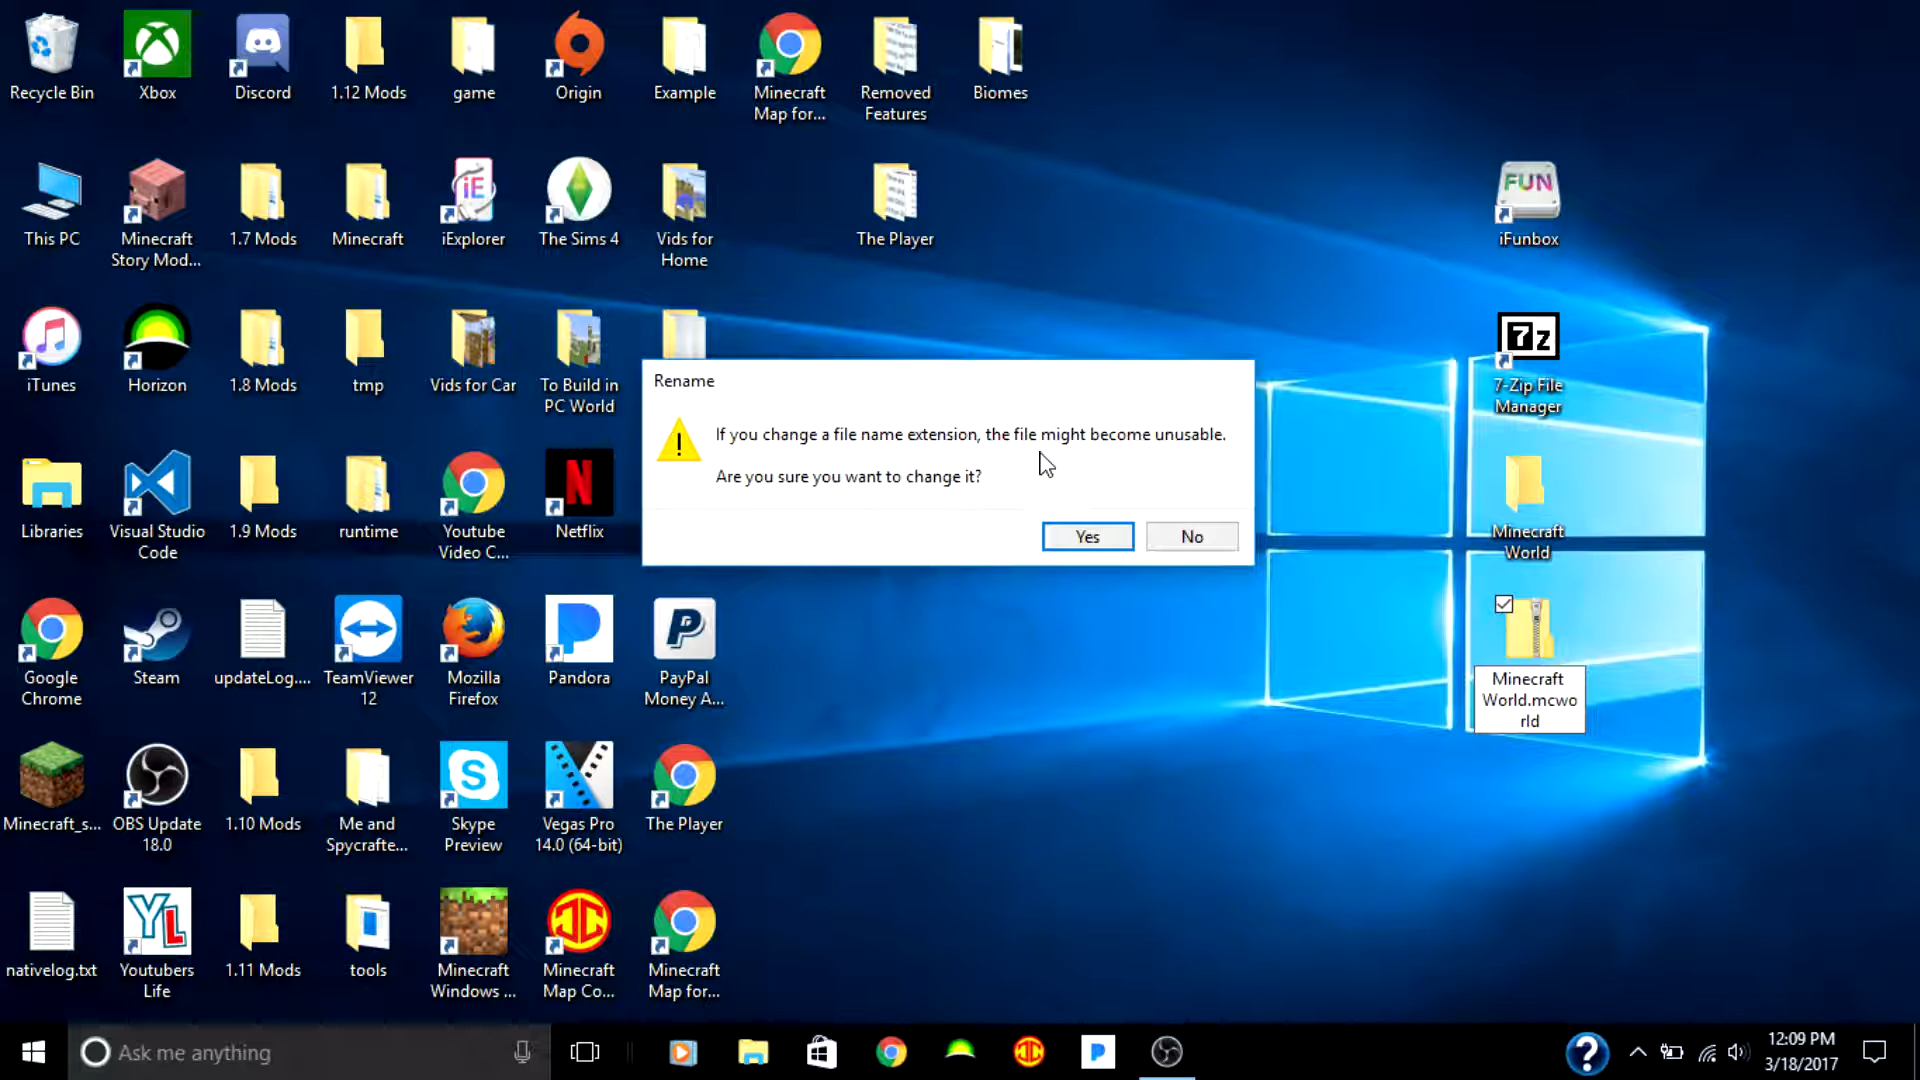 Recycle Bin
Xbox
Discord
1.12 Mods
game
Origin
Example
Minecraft
Map for...
Removed
Features
Biomes
This PC
Minecraft
Story Mod...
1.7 Mods
Minecraft
iE
iExplorer
The Sims 4
Vids for
Home
The Player
FUN
iFunbox
iTunes
Horizon
1.8 Mods
tmp
Vids for Car
To Build in
PC World
7z
7-Zip File
Manager
Rename
If you change a file name extension, the file might become unusable.
Are you sure you want to change it?
Yes
No
Libraries
Visual Studio
Code
1.9 Mods
runtime
Youtube
Video C...
N
Netflix
Minecraft
World
Google
Chrome
Steam
updateLog....
TeamViewer
12
Mozilla
Firefox
Pandora
PayPal
Money A...
Minecraft
World.mcwo
rld
Minecraft_s...
OBS Update
18.0
1.10 Mods
Me and
Spycrafte...
S
Skype
Preview
Vegas Pro
14.0 (64-bit)
The Player
nativelog.txt
YL
Youtubers
Life
1.11 Mods
tools
Minecraft
Windows ...
Minecraft
Map Co...
Minecraft
Map for...
Ask me anything
?
12:09 PM
3/18/2017